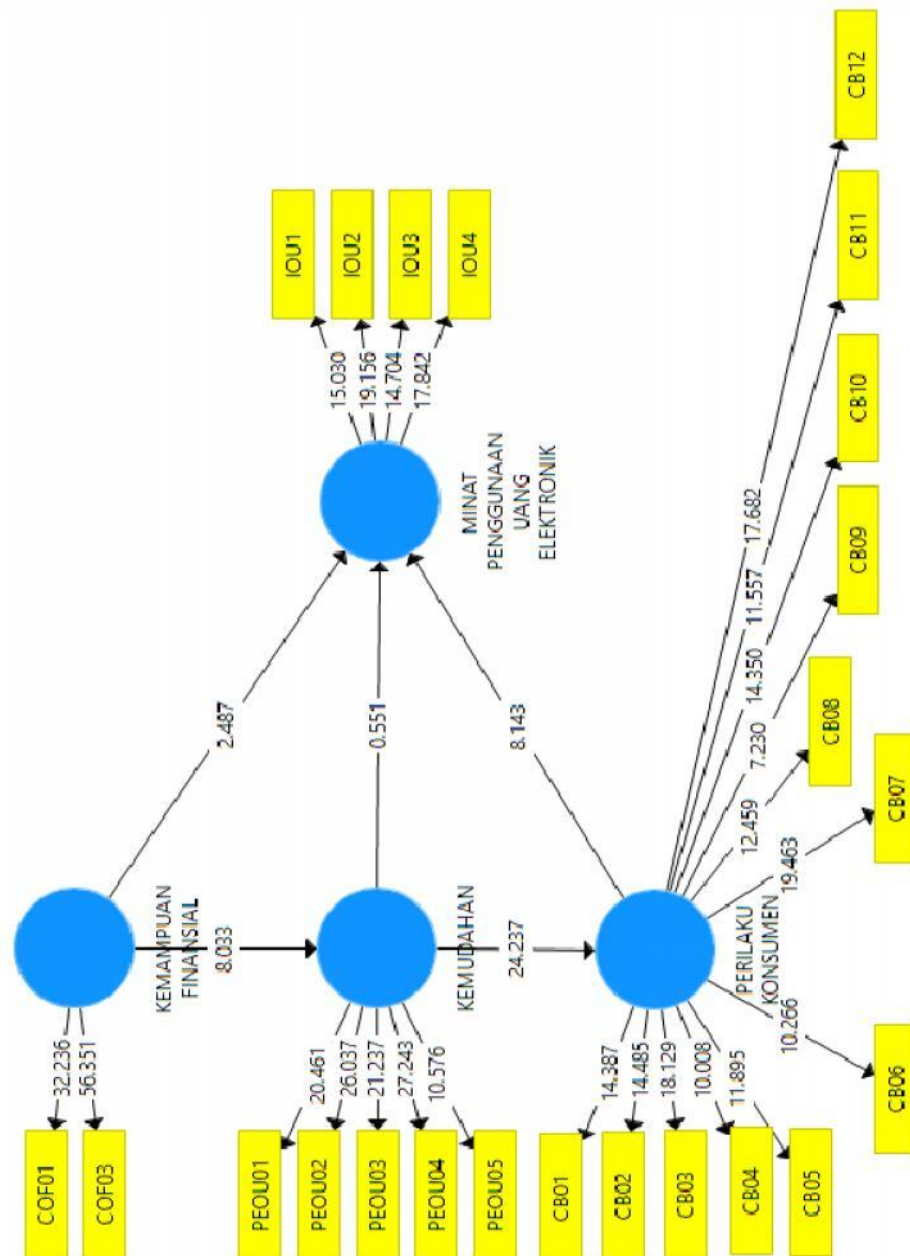 COF01
COF03
32.236
56.351
KEMAMPUAN
FINANSIAL
2.487
8.033
PEOU01
PEOU02
PEOU03
PEOU04
PEOU05
20.461
26.037
21.237
27.243
10.576
KEMUDAHAN
0.551
24.237
MINAT
PENGGUNAAN
UANG
ELEKTRONIK
15.030
19.156
14.704
17.842
IOU1
IOU2
IOU3
IOU4
8.143
CB01
CB02
CB03
CB04
CB05
14.387
14.485
18.129
10.008
11.895
PERILAKU
KONSUMEN
10.266
19.463
12.459
7.230
14.350
11.557
17.682
CB06
CB07
CB08
CB09
CB10
CB11
CB12